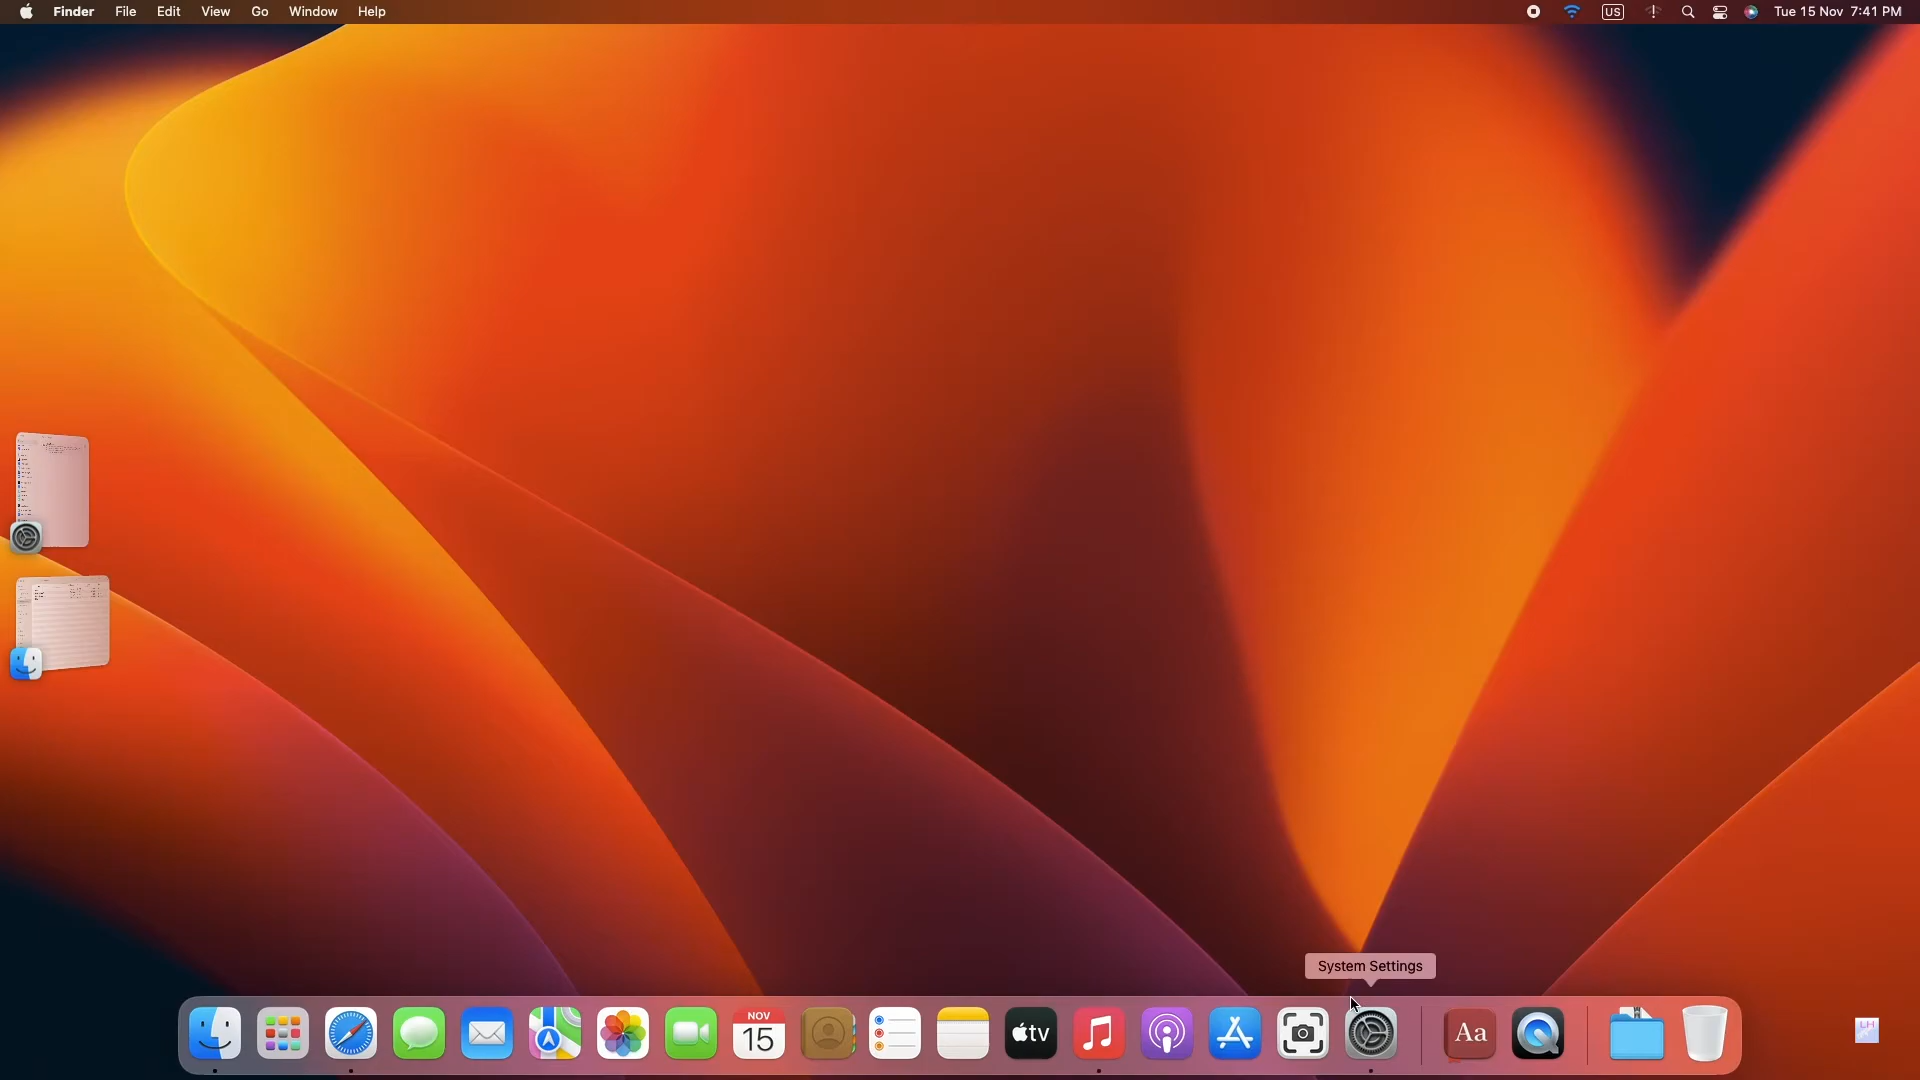 Finder File Edit View Go Window Help
US Tue 15 Nov 7:41 PM
System Settings
NOV
15
tv
Aa
LH